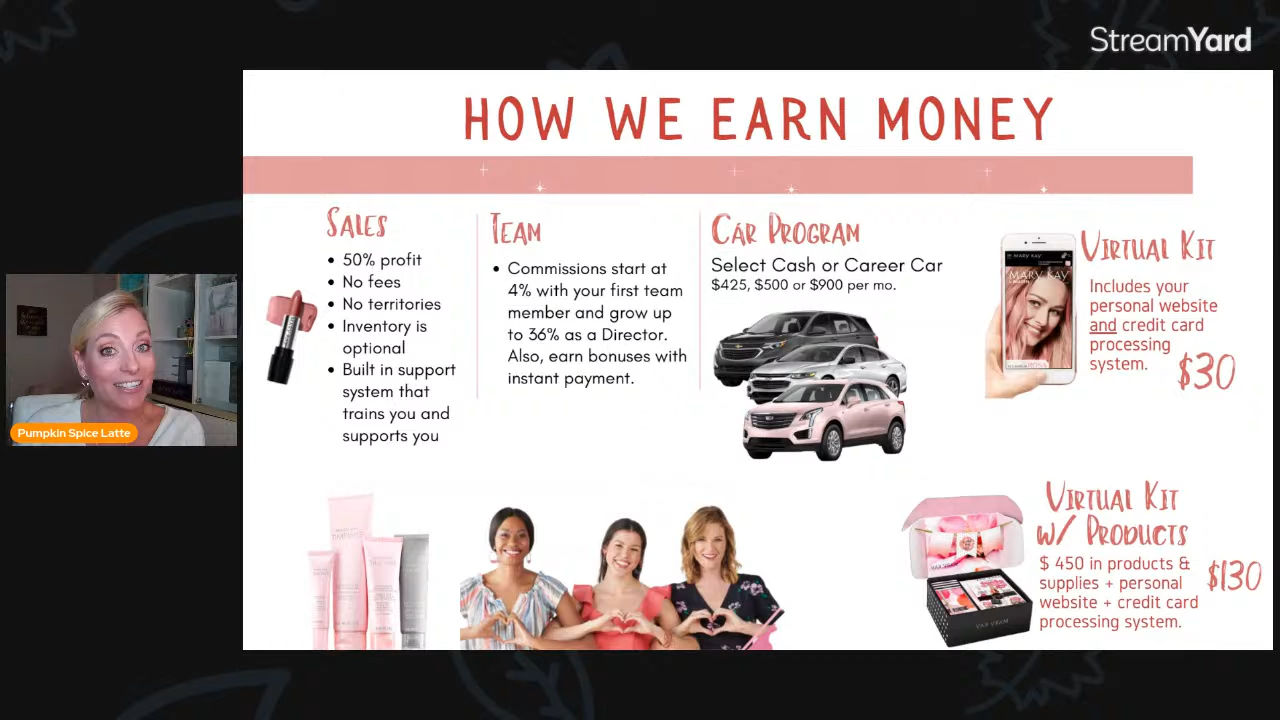 StreamYard
HOW WE EARN MONEY
SALES
• 50% profit
• No fees
• No territories
• Inventory is
optional
• Built in support
system that
trains you and
supports you
TEAM
• Commissions start at
4% with your first team
member and grow up
to 36% as a Director.
Also, earn bonuses with
instant payment.
CAR PROGRAM
Select Cash or Career Car
$425, $500 or $900 per mo.
MARY KAY
MARY KAY
VIRTUAL KIT
Includes your
personal website
and credit card
processing
system.
$30
Pumpkin Spice Latte
VIRTUAL KIT
W/ PRODUCTS
$ 450 in products &
supplies + personal
website + credit card
processing system.
$130